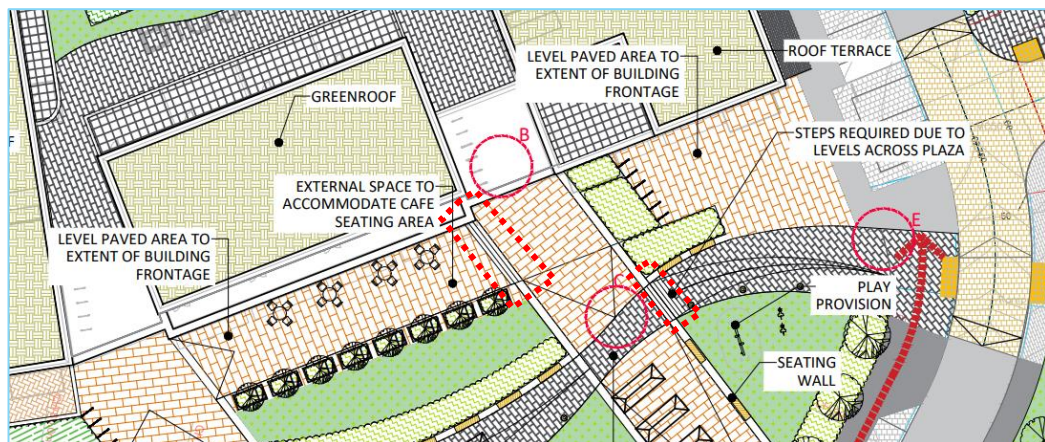 LEVEL PAVED AREA TO
EXTENT OF BUILDING
FRONTAGE
ROOF TERRACE
GREENROOF
B
STEPS REQUIRED DUE TO
LEVELS ACROSS PLAZA
F
EXTERNAL SPACE TO
ACCOMMODATE CAFE
SEATING AREA
LEVEL PAVED AREA TO
EXTENT OF BUILDING
FRONTAGE
E
C
PLAY
PROVISION
SEATING
WALL